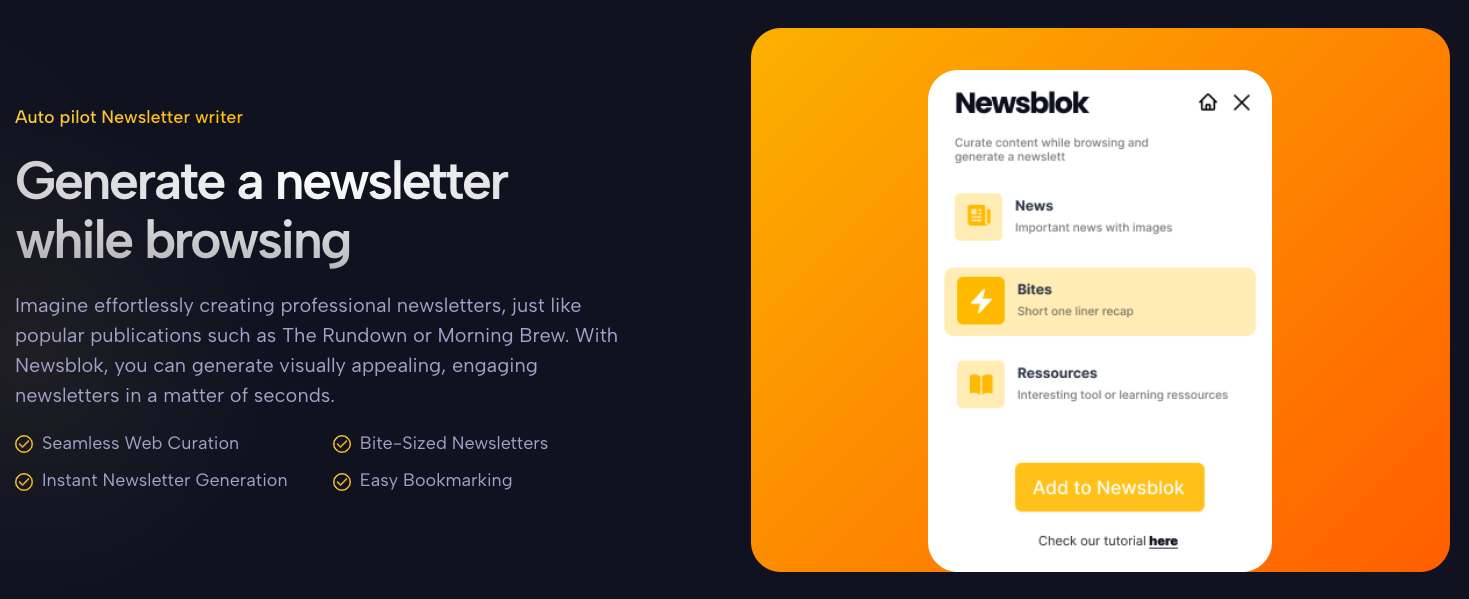 Auto pilot Newsletter writer
Generate a newsletter
while browsing
Imagine effortlessly creating professional newsletters, just like
popular publications such as The Rundown or Morning Brew. With
Newsblok, you can generate visually appealing, engaging
newsletters in a matter of seconds.
Seamless Web Curation
Bite-Sized Newsletters
Instant Newsletter Generation
Easy Bookmarking
Newsblok
Curate content while browsing and
generate a newslett
News
Important news with images
Bites
Short one liner recap
Ressources
Interesting tool or learning ressources
Add to Newsblok
Check our tutorial here